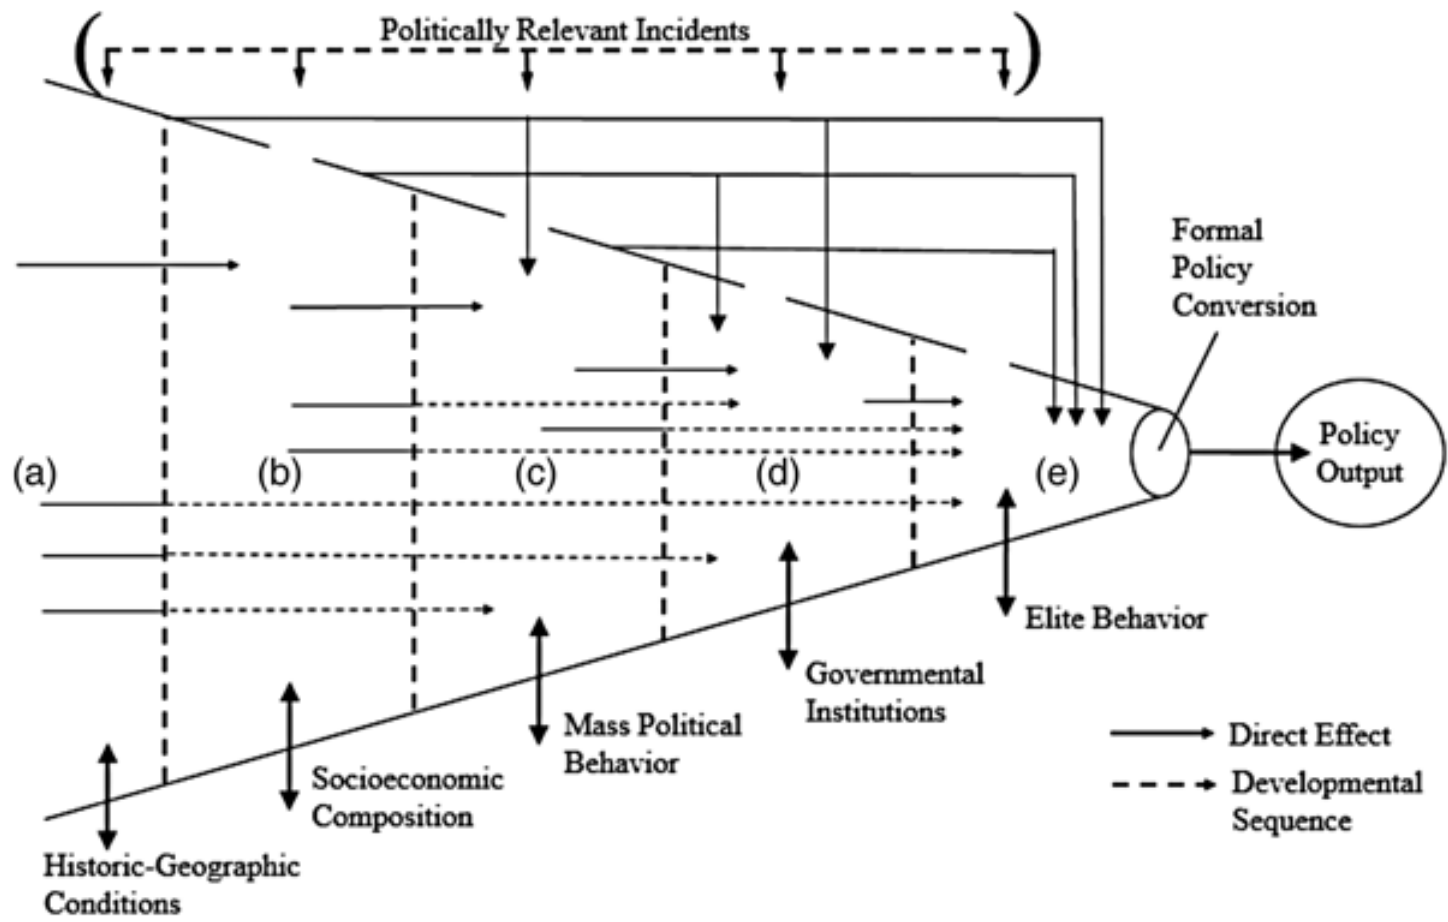 Politically Relevant Incidents
Formal
Policy
Conversion
(a)
(b)
(c)
(d)
(e)
Policy
Output
Elite Behavior
Governmental
Institutions
Mass Political
Behavior
Socioeconomic
Composition
Historic-Geographic
Conditions
Direct Effect
Developmental
Sequence